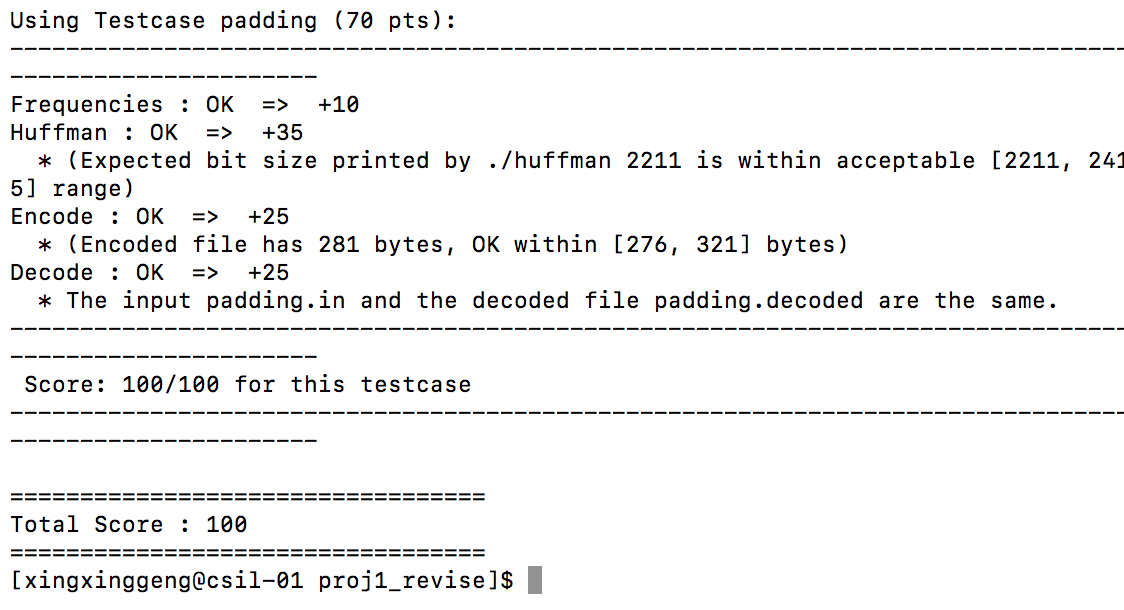 Using Testcase padding (70 pts):
--------------------------------------------------------------------------------
----------------------
Frequencies : OK  =>  +10
Huffman : OK  =>  +35
  * (Expected bit size printed by ./huffman 2211 is within acceptable [2211, 241
5] range)
Encode : OK  =>  +25
  * (Encoded file has 281 bytes, OK within [276, 321] bytes)
Decode : OK  =>  +25
  * The input padding.in and the decoded file padding.decoded are the same.
--------------------------------------------------------------------------------
----------------------
 Score: 100/100 for this testcase
--------------------------------------------------------------------------------
----------------------
==================================
Total Score : 100
==================================
[xingxinggeng@csil-01 proj1_revise]$